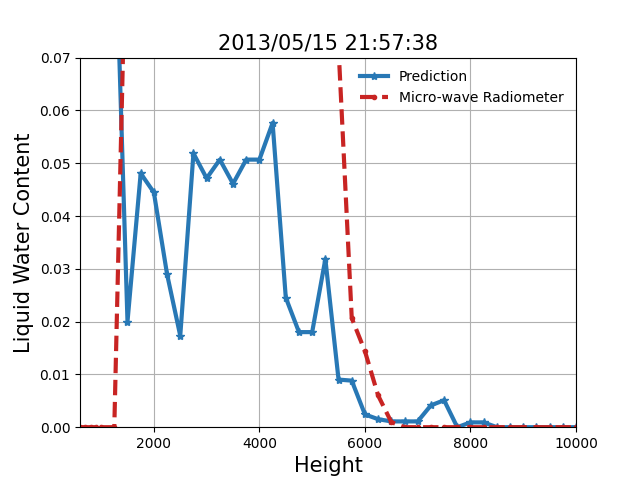 2013/05/15 21:57:38
Liquid Water Content
0.07
0.06
0.05
0.04
0.03
0.02
0.01
0.00
Prediction
Micro-wave Radiometer
2000 4000 6000 8000 10000
Height